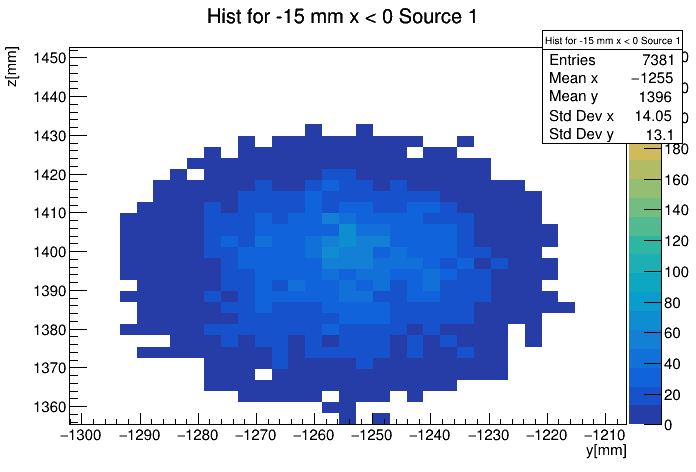 Hist for -15 mm x < 0 Source 1
z[mm]
1450
1440
1430
1420
1410
1400
1390
1380
1370
1360
−1300 −1290 −1280 −1270 −1260 −1250 −1240 −1230 −1220 −1210
y[mm]
Hist for -15 mm x < 0 Source 1
Entries 7381
Mean x −1255
Mean y 1396
Std Dev x 14.05
Std Dev y 13.1
180
160
140
120
100
80
60
40
20
0